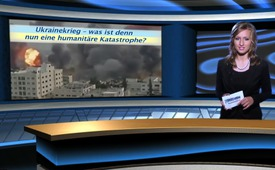 Ukrainekrieg – was ist denn
nun eine humanitäre Katastrophe?